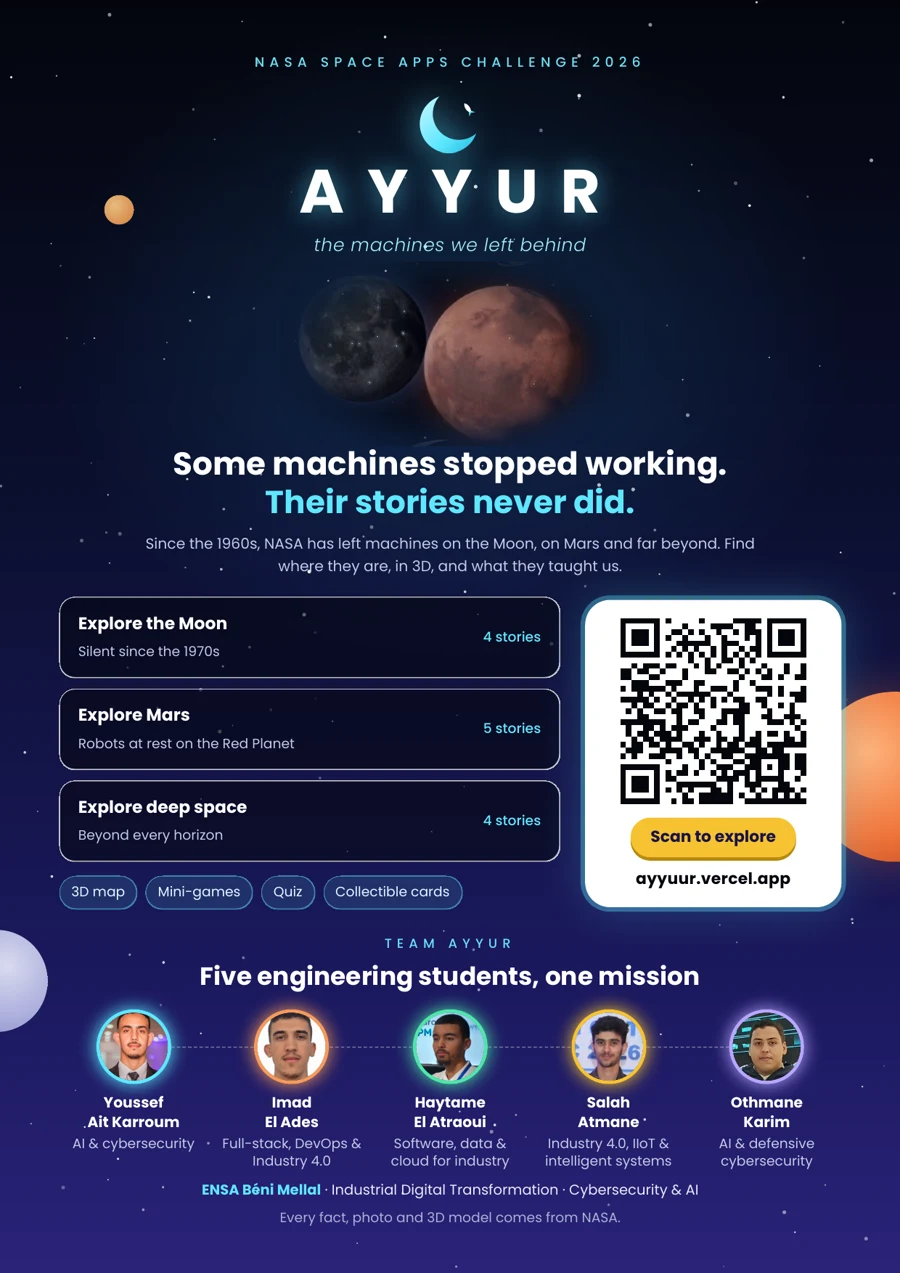 NASA SPACE APPS CHALLENGE 2026
AYYUR
the machines we left behind
Some machines stopped working.
Their stories never did.
Since the 1960s, NASA has left machines on the Moon, on Mars and far beyond. Find
where they are, in 3D, and what they taught us.
Explore the Moon
Silent since the 1970s
4 stories
Explore Mars
Robots at rest on the Red Planet
5 stories
Explore deep space
Beyond every horizon
4 stories
3D map
Mini-games
Quiz
Collectible cards
Scan to explore
ayyuur.vercel.app
TEAM AYYUR
Five engineering students, one mission
Youssef
Ait Karroum
AI & cybersecurity
Imad
El Ades
Full-stack, DevOps &
Industry 4.0
Haytame
El Atraoui
Software, data &
cloud for industry
Salah
Atmane
Industry 4.0, IIoT &
intelligent systems
Othmane
Karim
AI & defensive
cybersecurity
ENSA Béni Mellal · Industrial Digital Transformation · Cybersecurity & AI
Every fact, photo and 3D model comes from NASA.